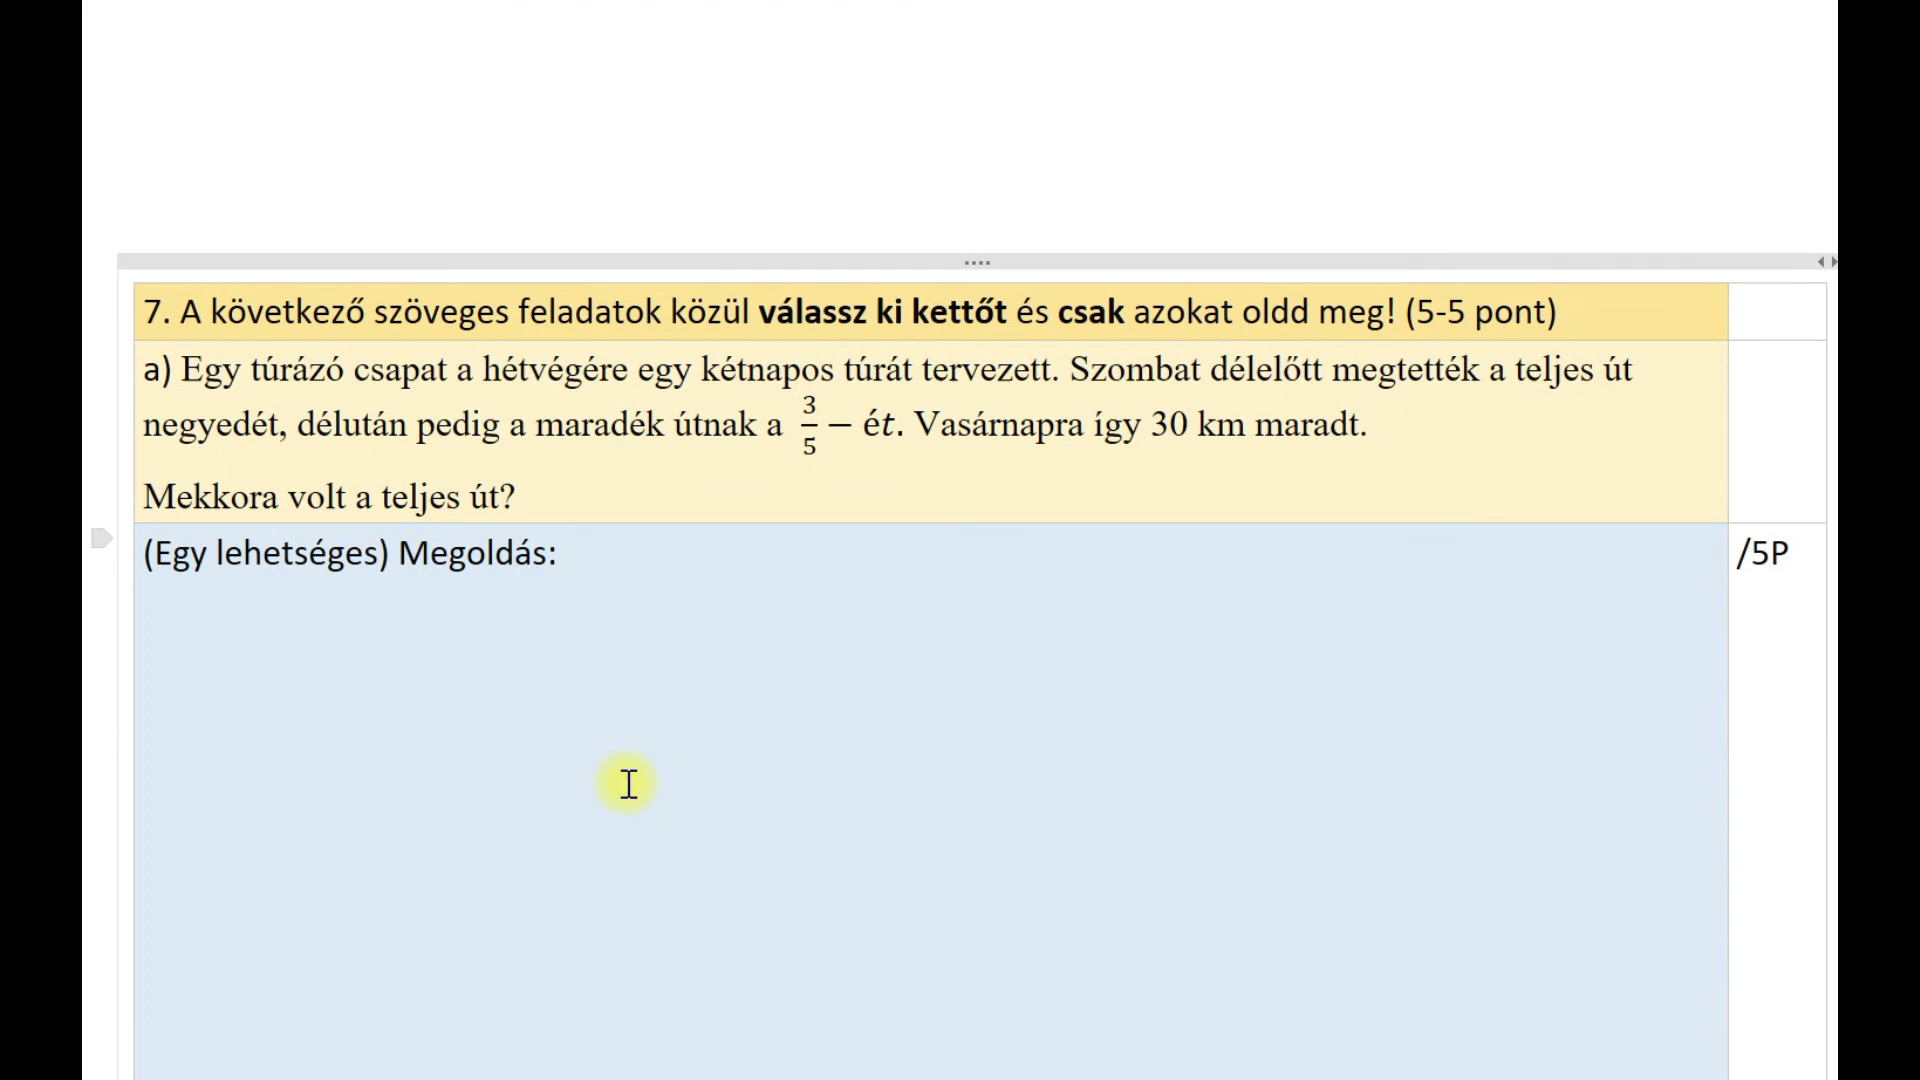 7. A következő szöveges feladatok közül válassz ki kettőt és csak azokat oldd meg! (5-5 pont)
a) Egy túrázó csapat a hétvégére egy kétnapos túrát tervezett. Szombat délelőtt megtették a teljes út
negyedét, délután pedig a maradék útnak a 3/5 − ét. Vasárnapra így 30 km maradt.
Mekkora volt a teljes út?
(Egy lehetséges) Megoldás:
/5P